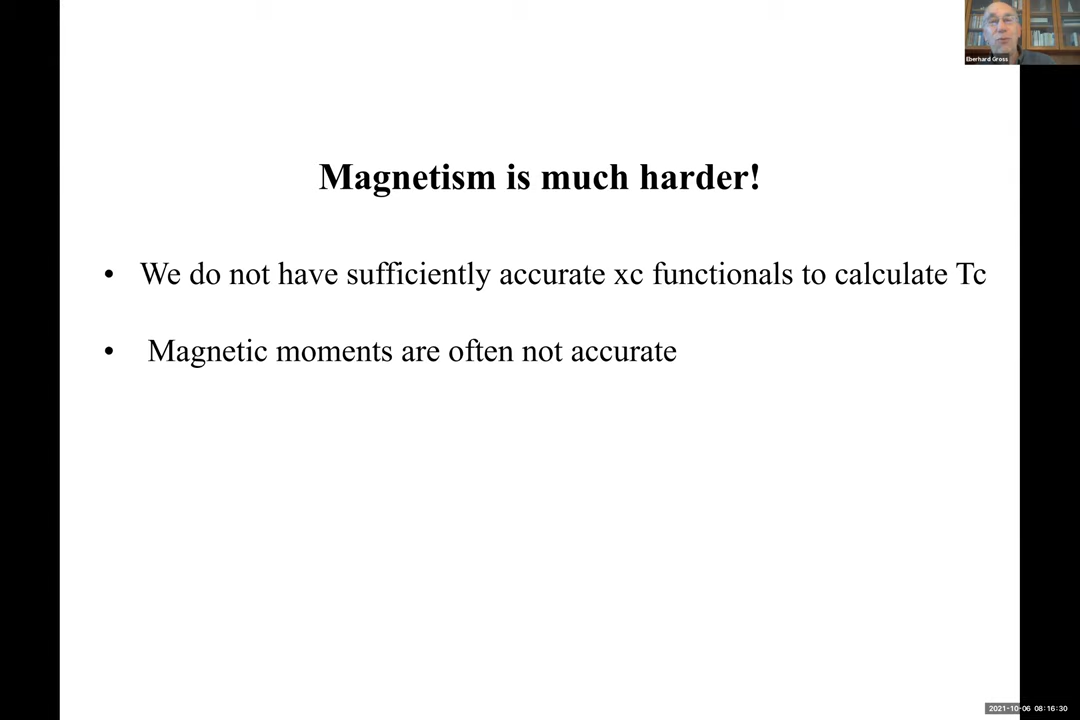 Eberhard Gross
Magnetism is much harder!
• We do not have sufficiently accurate xc functionals to calculate Tc
• Magnetic moments are often not accurate
2021-10-06 08:16:30